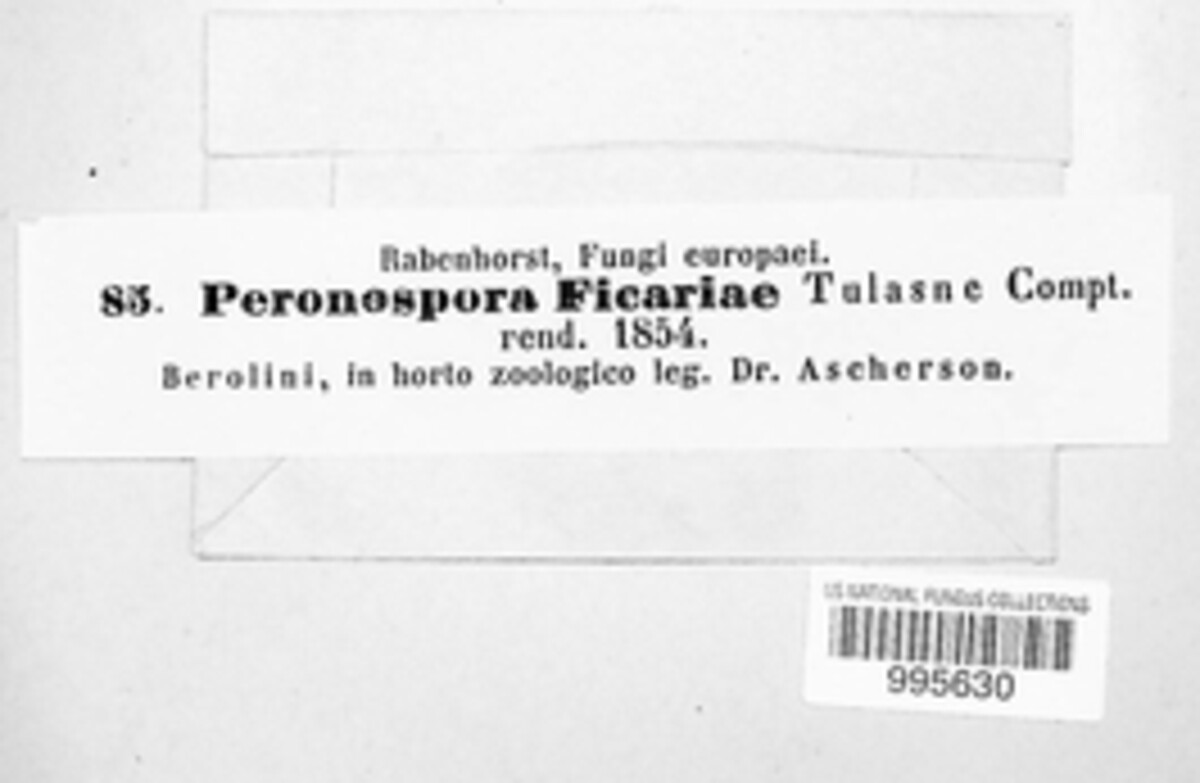 Rabenhorst, Fungi europaei.
85. Peronospora Ficariae Tulasne Compt.
rend. 1854.
Berolini, in horto zoologico leg. Dr. Ascherson.
US NATIONAL FUNGUS COLLECTIONS
995630